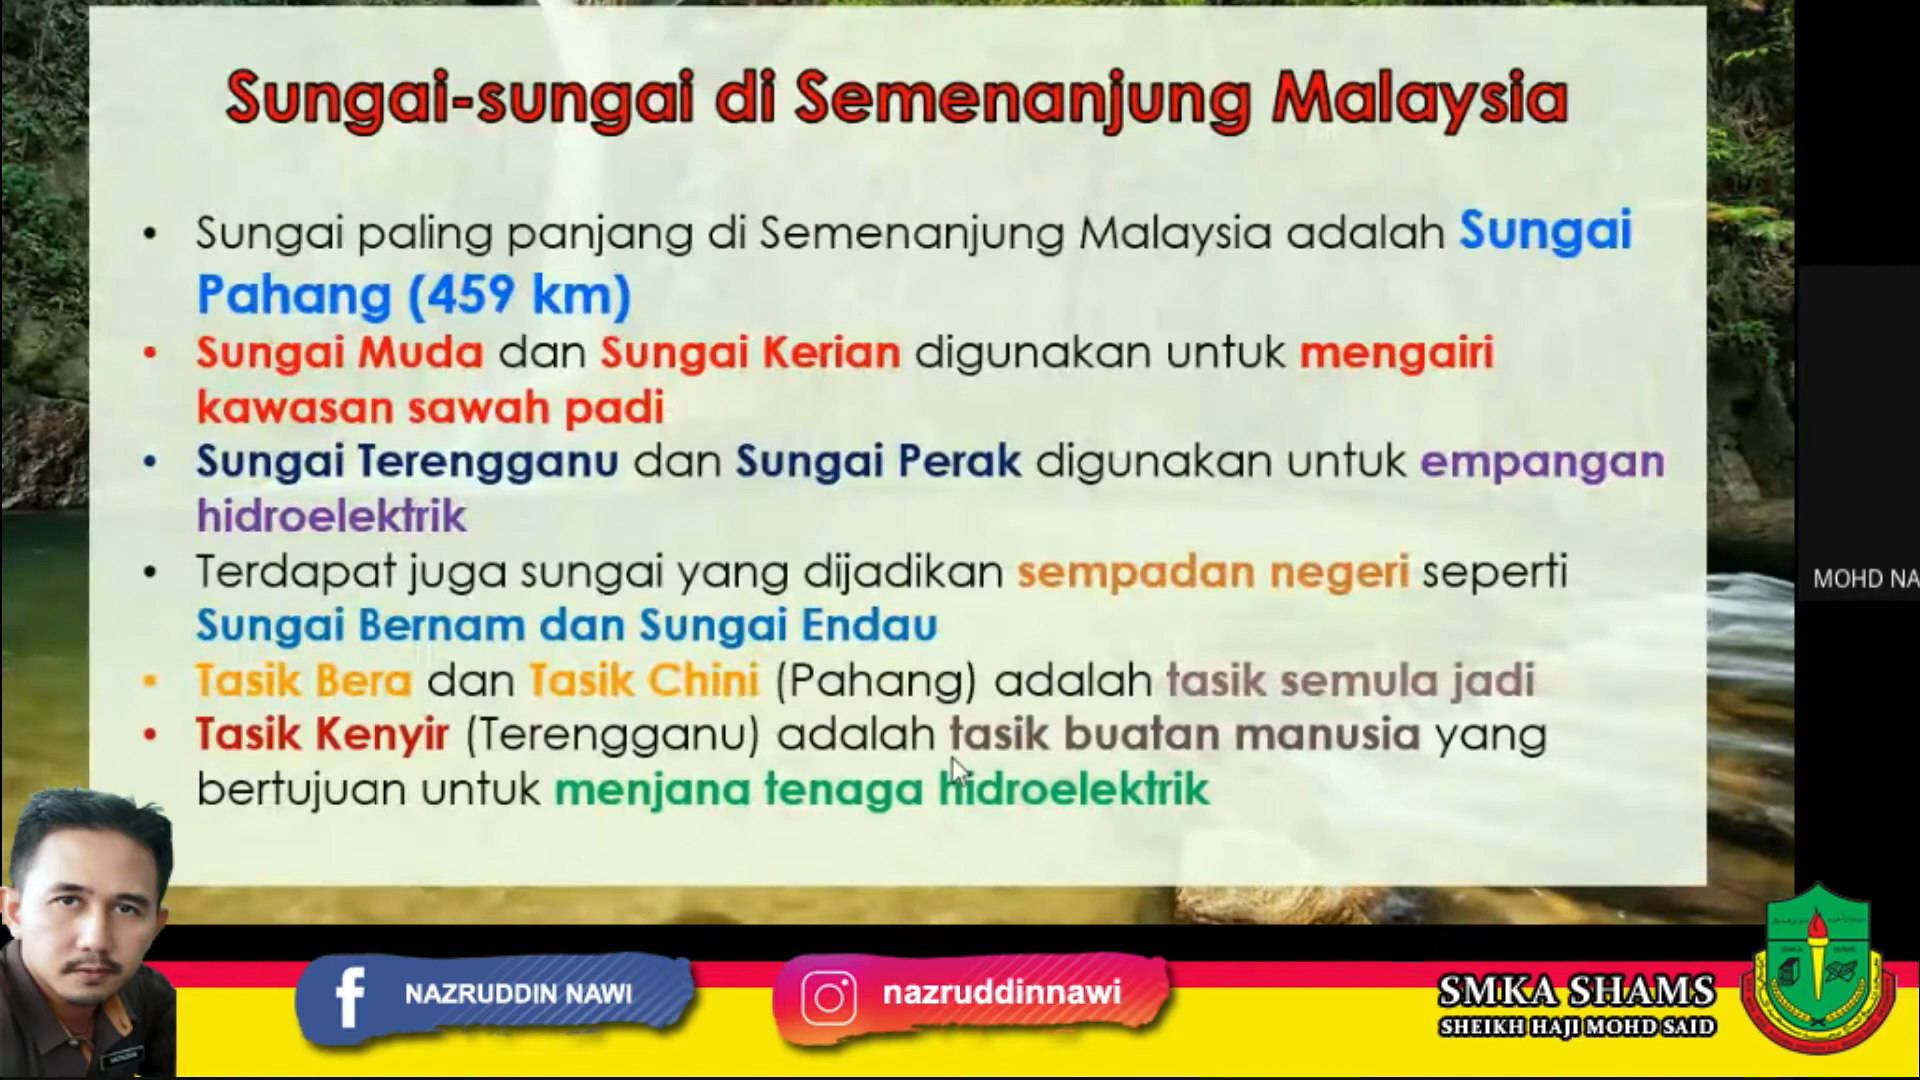 Sungai-sungai di Semenanjung Malaysia
• Sungai paling panjang di Semenanjung Malaysia adalah Sungai
Pahang (459 km)
• Sungai Muda dan Sungai Kerian digunakan untuk mengairi
kawasan sawah padi
• Sungai Terengganu dan Sungai Perak digunakan untuk empangan
hidroelektrik
• Terdapat juga sungai yang dijadikan sempadan negeri seperti
Sungai Bernam dan Sungai Endau
• Tasik Bera dan Tasik Chini (Pahang) adalah tasik semula jadi
• Tasik Kenyir (Terengganu) adalah tasik buatan manusia yang
bertujuan untuk menjana tenaga hidroelektrik
MOHD NA
NAZRUDDIN NAWI
nazruddinnawi
SMKA SHAMS
SHEIKH HAJI MOHD SAID